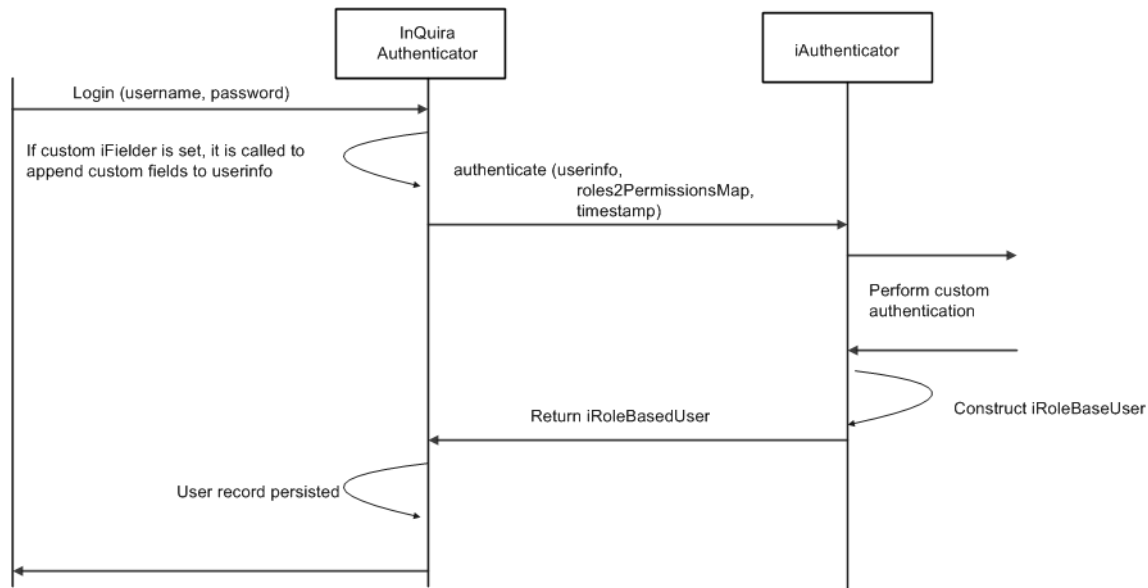 InQuira
Authenticator
iAuthenticator
Login (username, password)
If custom iFielder is set, it is called to
append custom fields to userinfo
authenticate (userinfo,
roles2PermissionsMap,
timestamp)
Perform custom
authentication
Construct iRoleBaseUser
Return iRoleBasedUser
User record persisted